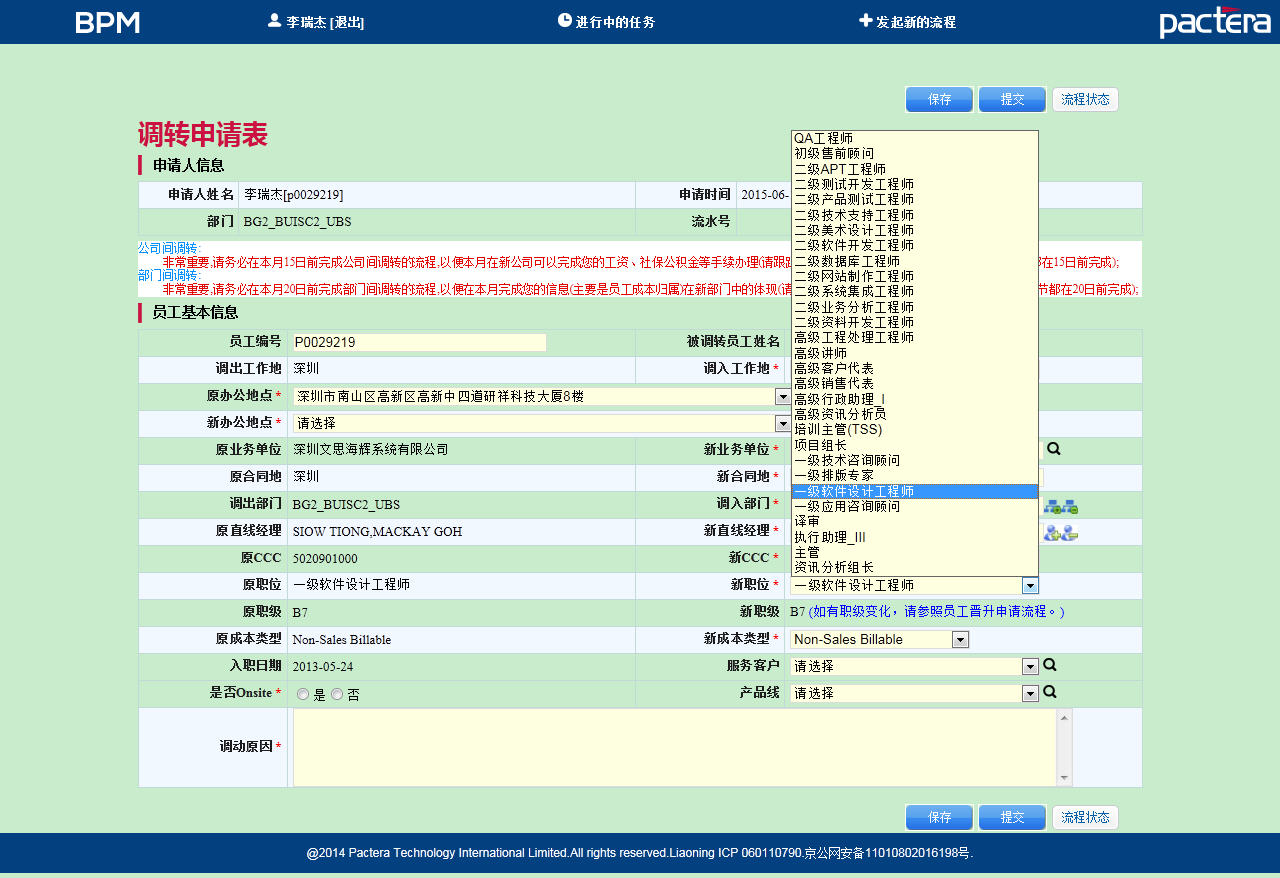 BPM 李瑞杰 [退出] 进行中的任务 发起新的流程 pactera
保存 提交 流程状态
调转申请表
申请人信息
申请人姓名 李瑞杰[p0029219] 申请时间 2015-06-
部门 BG2_BUISC2_UBS 流水号
公司间调转:
非常重要,请务必在本月15日前完成公司间调转的流程,以便本月在新公司可以完成您的工资、社保公积金等手续办理(请跟踪 在15日前完成);
部门间调转:
非常重要,请务必在本月20日前完成部门间调转的流程,以便在本月完成您的信息(主要是员工成本归属)在新部门中的体现(请 节都在20日前完成);
员工基本信息
员工编号 P0029219 被调转员工姓名
调出工作地 深圳 调入工作地 *
原办公地点 * 深圳市南山区高新区高新中四道研祥科技大厦8楼
新办公地点 * 请选择
原业务单位 深圳文思海辉系统有限公司 新业务单位 *
原合同地 深圳 新合同地 *
调出部门 BG2_BUISC2_UBS 调入部门 *
原直线经理 SIOW TIONG,MACKAY GOH 新直线经理 *
原CCC 5020901000 新CCC *
QA工程师
初级售前顾问
二级APT工程师
二级测试开发工程师
二级产品测试工程师
二级技术支持工程师
二级美术设计工程师
二级软件开发工程师
二级数据库工程师
二级网站制作工程师
二级系统集成工程师
二级业务分析工程师
二级资料开发工程师
高级工程处理工程师
高级讲师
高级客户代表
高级销售代表
高级行政助理_I
高级资讯分析员
培训主管(TSS)
项目组长
一级技术咨询顾问
一级排版专家
一级软件设计工程师
一级应用咨询顾问
译审
执行助理_III
主管
资讯分析组长
原职位 一级软件设计工程师 新职位 * 一级软件设计工程师
原职级 B7 新职级 B7 (如有职级变化，请参照员工晋升申请流程。)
原成本类型 Non-Sales Billable 新成本类型 * Non-Sales Billable
入职日期 2013-05-24 服务客户 请选择
是否Onsite * 是 否 产品线 请选择
调动原因 *
保存 提交 流程状态
@2014 Pactera Technology International Limited.All rights reserved.Liaoning ICP 060110790.京公网安备11010802016198号.